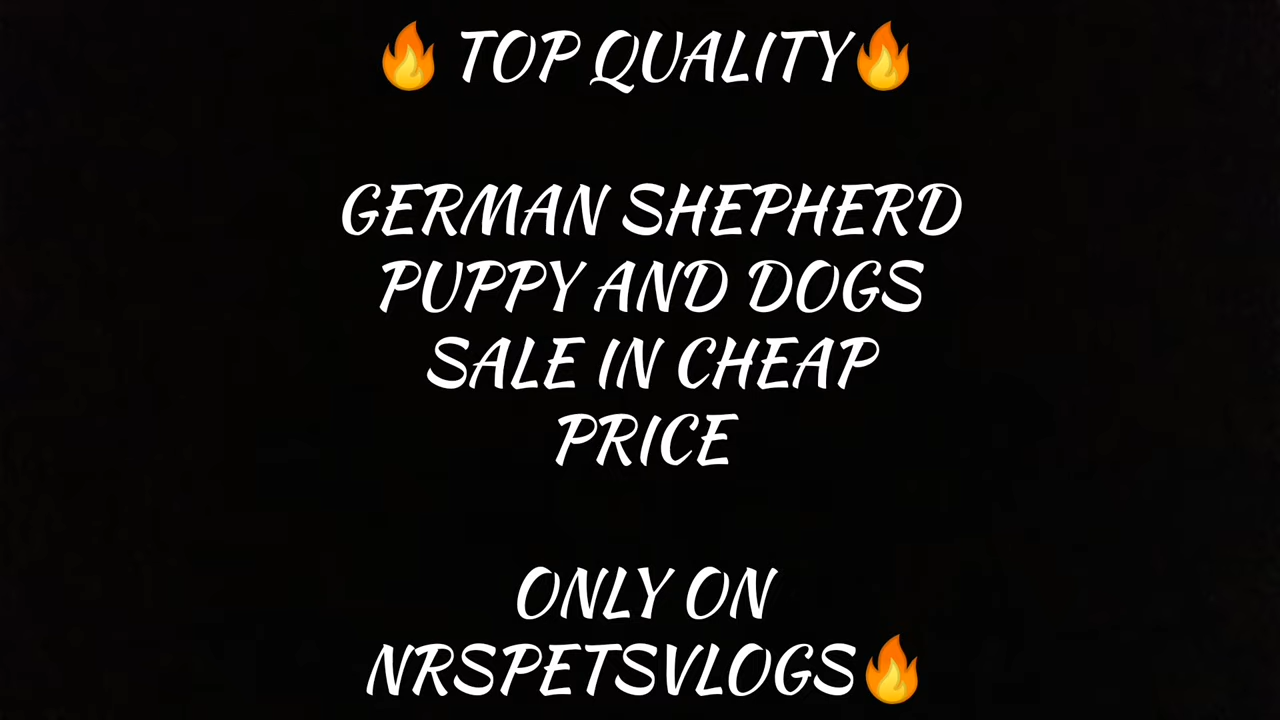 🔥 TOP QUALITY🔥
GERMAN SHEPHERD
PUPPY AND DOGS
SALE IN CHEAP
PRICE
ONLY ON
NRSPETSVLOGS🔥